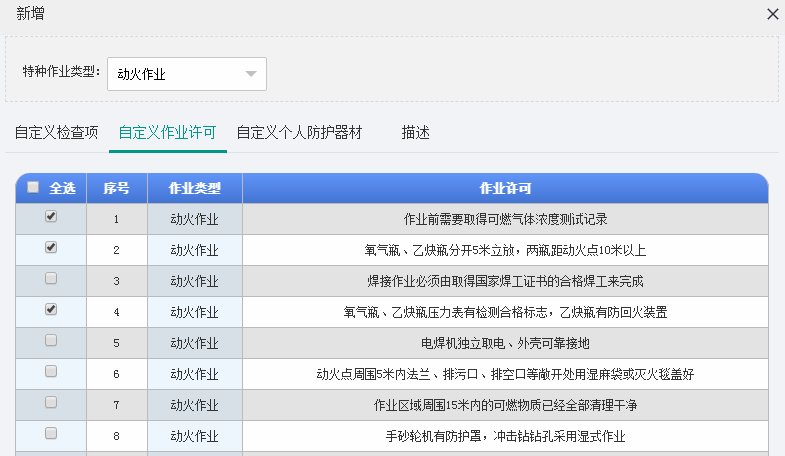 新增
特种作业类型： 动火作业
自定义检查项 自定义作业许可 自定义个人防护器材 描述
全选 序号 作业类型 作业许可
1 动火作业 作业前需要取得可燃气体浓度测试记录
2 动火作业 氧气瓶、乙炔瓶分开5米立放，两瓶距动火点10米以上
3 动火作业 焊接作业必须由取得国家焊工证书的合格焊工来完成
4 动火作业 氧气瓶、乙炔瓶压力表有检测合格标志，乙炔瓶有防回火装置
5 动火作业 电焊机独立取电、外壳可靠接地
6 动火作业 动火点周围5米内法兰、排污口、排空口等敞开处用湿麻袋或灭火毯盖好
7 动火作业 作业区域周围15米内的可燃物质已经全部清理干净
8 动火作业 手砂轮机有防护罩，冲击钻钻孔采用湿式作业